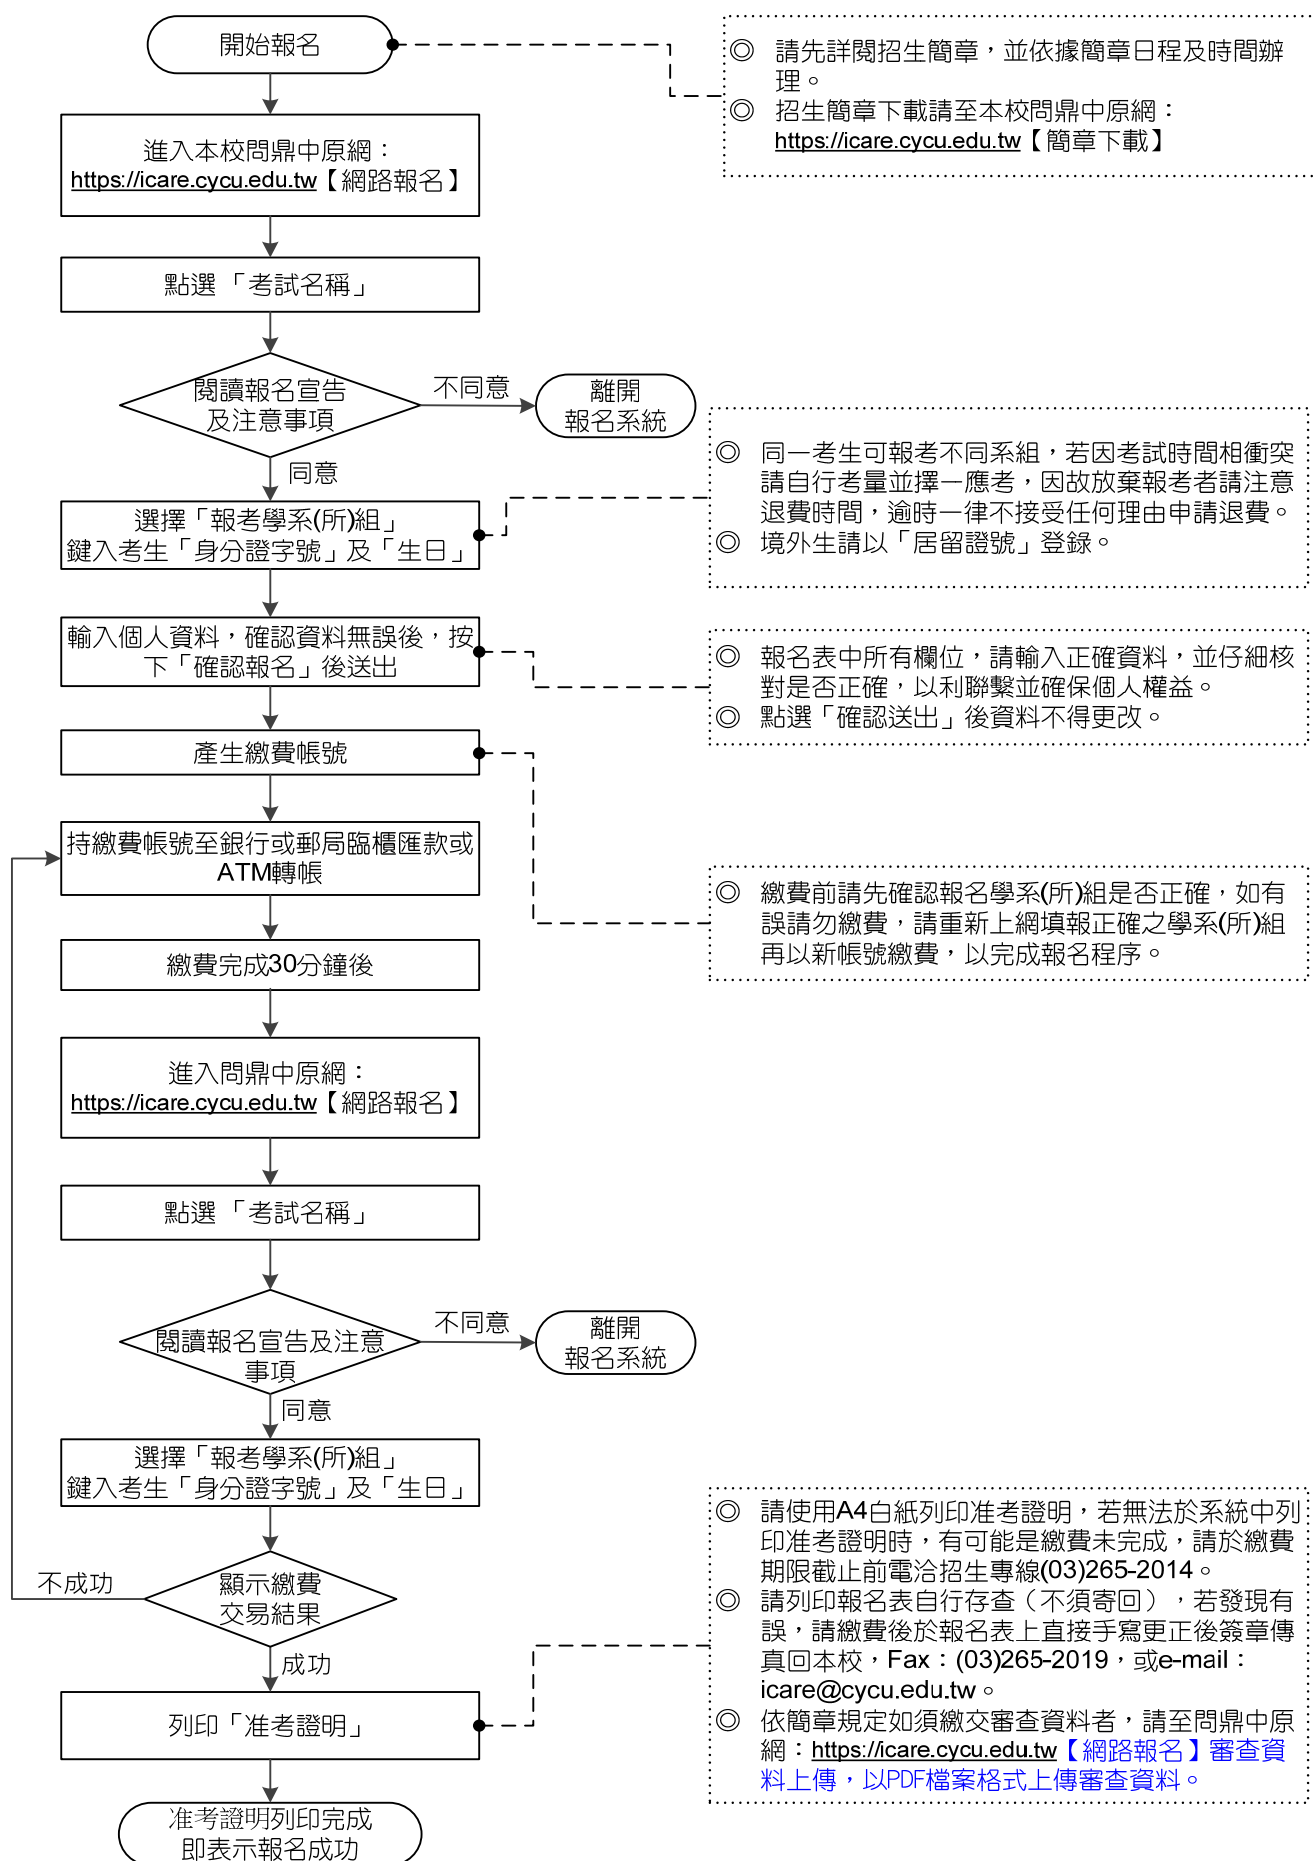 開始報名
◎ 請先詳閱招生簡章，並依據簡章日程及時間辦
理。
◎ 招生簡章下載請至本校問鼎中原網：
https://icare.cycu.edu.tw【簡章下載】
進入本校問鼎中原網：
https://icare.cycu.edu.tw【網路報名】
點選「考試名稱」
閱讀報名宣告
及注意事項
不同意
離開
報名系統
同意
◎ 同一考生可報考不同系組，若因考試時間相衝突
請自行考量並擇一應考，因故放棄報考者請注意
退費時間，逾時一律不接受任何理由申請退費。
◎ 境外生請以「居留證號」登錄。
選擇「報考學系(所)組」
鍵入考生「身分證字號」及「生日」
輸入個人資料，確認資料無誤後，按
下「確認報名」後送出
◎ 報名表中所有欄位，請輸入正確資料，並仔細核
對是否正確，以利聯繫並確保個人權益。
◎ 點選「確認送出」後資料不得更改。
產生繳費帳號
持繳費帳號至銀行或郵局臨櫃匯款或
ATM轉帳
◎ 繳費前請先確認報名學系(所)組是否正確，如有
誤請勿繳費，請重新上網填報正確之學系(所)組
再以新帳號繳費，以完成報名程序。
繳費完成30分鐘後
進入問鼎中原網：
https://icare.cycu.edu.tw【網路報名】
點選「考試名稱」
閱讀報名宣告及注意
事項
不同意
離開
報名系統
同意
選擇「報考學系(所)組」
鍵入考生「身分證字號」及「生日」
顯示繳費
交易結果
不成功
成功
◎ 請使用A4白紙列印准考證明，若無法於系統中列
印准考證明時，有可能是繳費未完成，請於繳費
期限截止前電洽招生專線(03)265-2014。
◎ 請列印報名表自行存查（不須寄回），若發現有
誤，請繳費後於報名表上直接手寫更正後簽章傳
真回本校，Fax：(03)265-2019，或e-mail：
icare@cycu.edu.tw。
◎ 依簡章規定如須繳交審查資料者，請至問鼎中原
網：https://icare.cycu.edu.tw【網路報名】審查資
料上傳，以PDF檔案格式上傳審查資料。
列印「准考證明」
准考證明列印完成
即表示報名成功